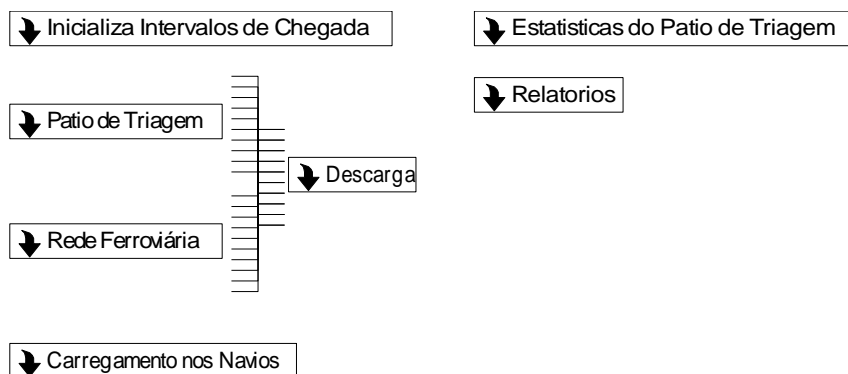 Inicializa Intervalos de Chegada
Estatisticas do Patio de Triagem
Relatorios
Patio de Triagem
Descarga
Rede Ferroviária
Carregamento nos Navios